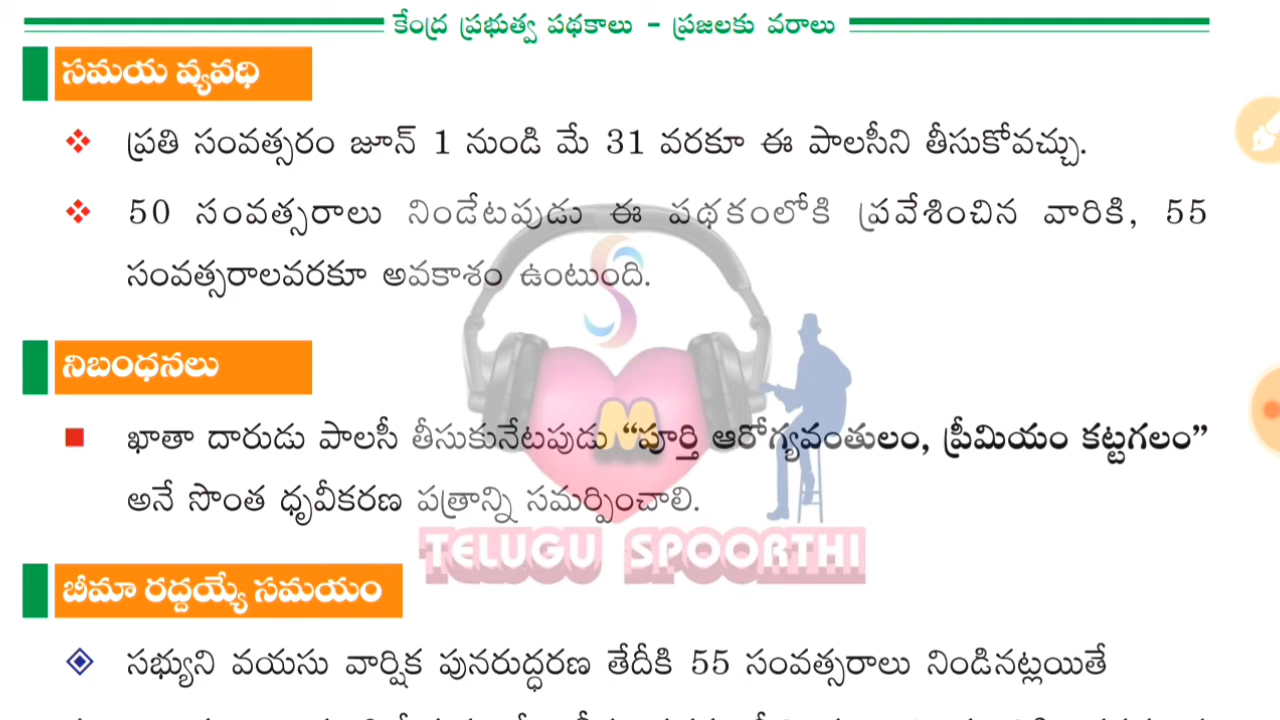 కేంద్ర ప్రభుత్వ పథకాలు - ప్రజలకు వరాలు
సమయ వ్యవధి
ప్రతి సంవత్సరం జూన్ 1 నుండి మే 31 వరకూ ఈ పాలసీని తీసుకోవచ్చు.
50 సంవత్సరాలు నిండేటపుడు ఈ పథకంలోకి ప్రవేశించిన వారికి, 55
సంవత్సరాలవరకూ అవకాశం ఉంటుంది.
నిబంధనలు
ఖాతా దారుడు పాలసీ తీసుకునేటపుడు “పూర్తి ఆరోగ్యవంతులం, ప్రీమియం కట్టగలం”
అనే సొంత ధృవీకరణ పత్రాన్ని సమర్పించాలి.
S
M
TELUGU SPOORTHI
బీమా రద్దయ్యే సమయం
సభ్యుని వయసు వార్షిక పునరుద్ధరణ తేదీకి 55 సంవత్సరాలు నిండినట్లయితే